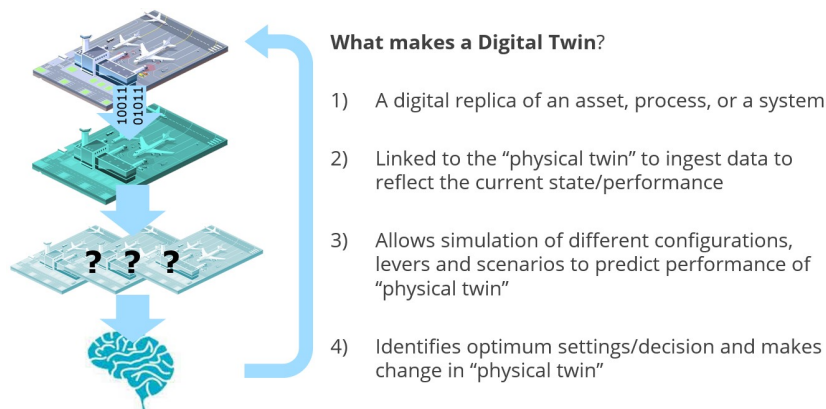 10011
01011
? ? ?
What makes a Digital Twin?
1) A digital replica of an asset, process, or a system
2) Linked to the “physical twin” to ingest data to
reflect the current state/performance
3) Allows simulation of different configurations,
levers and scenarios to predict performance of
“physical twin”
4) Identifies optimum settings/decision and makes
change in “physical twin”